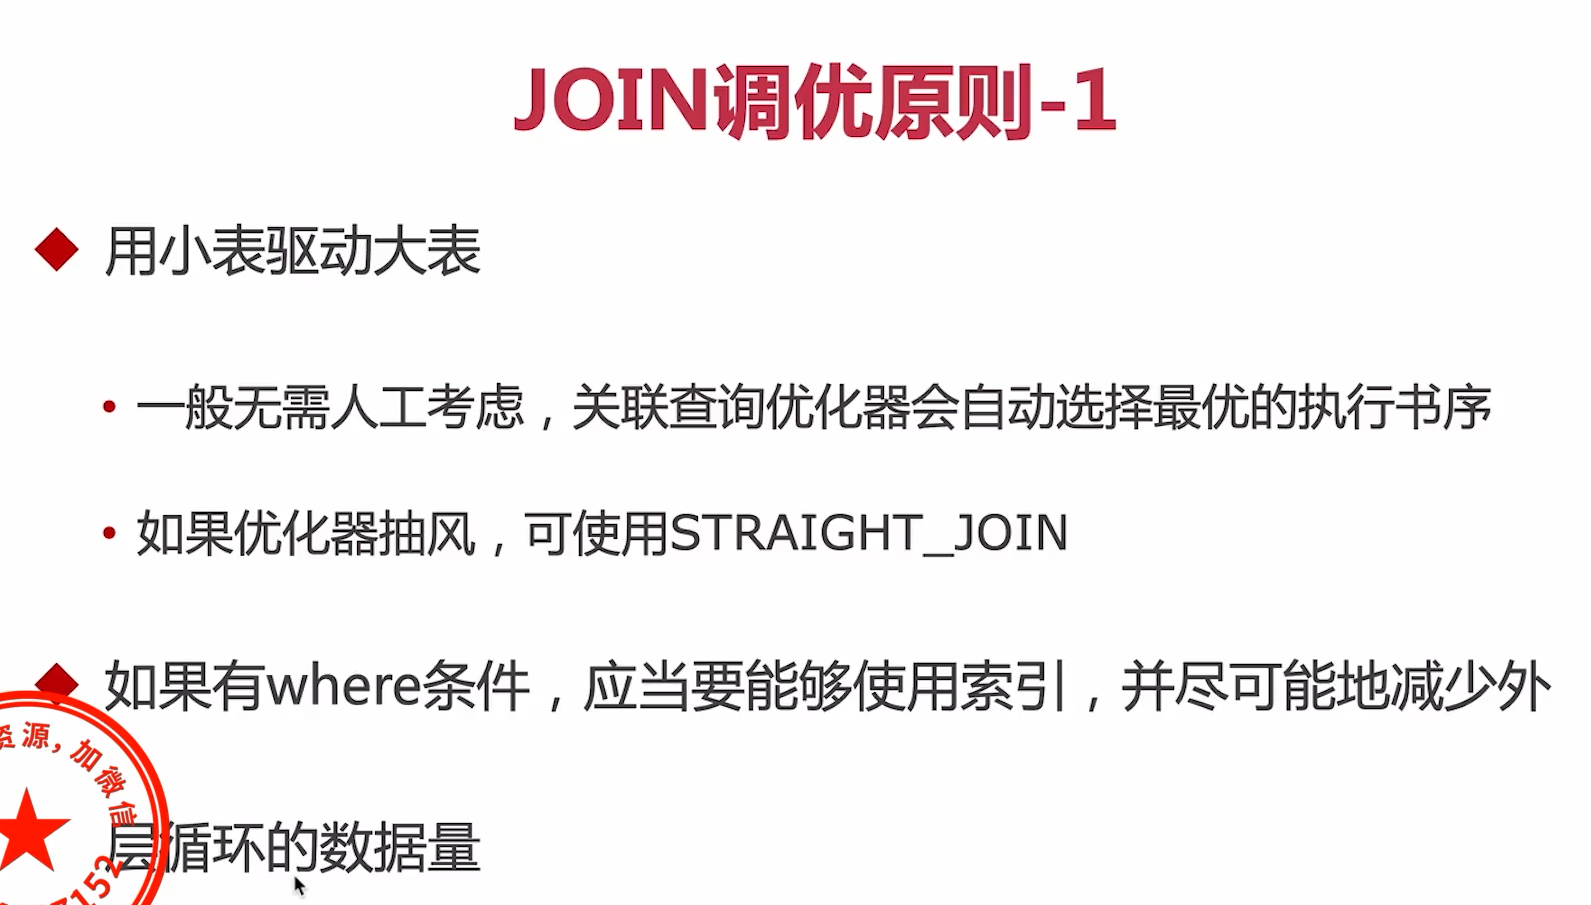 JOIN调优原则-1
用小表驱动大表
一般无需人工考虑，关联查询优化器会自动选择最优的执行书序
如果优化器抽风，可使用STRAIGHT_JOIN
如果有where条件，应当要能够使用索引，并尽可能地减少外
层循环的数据量
资源，加微信
7152